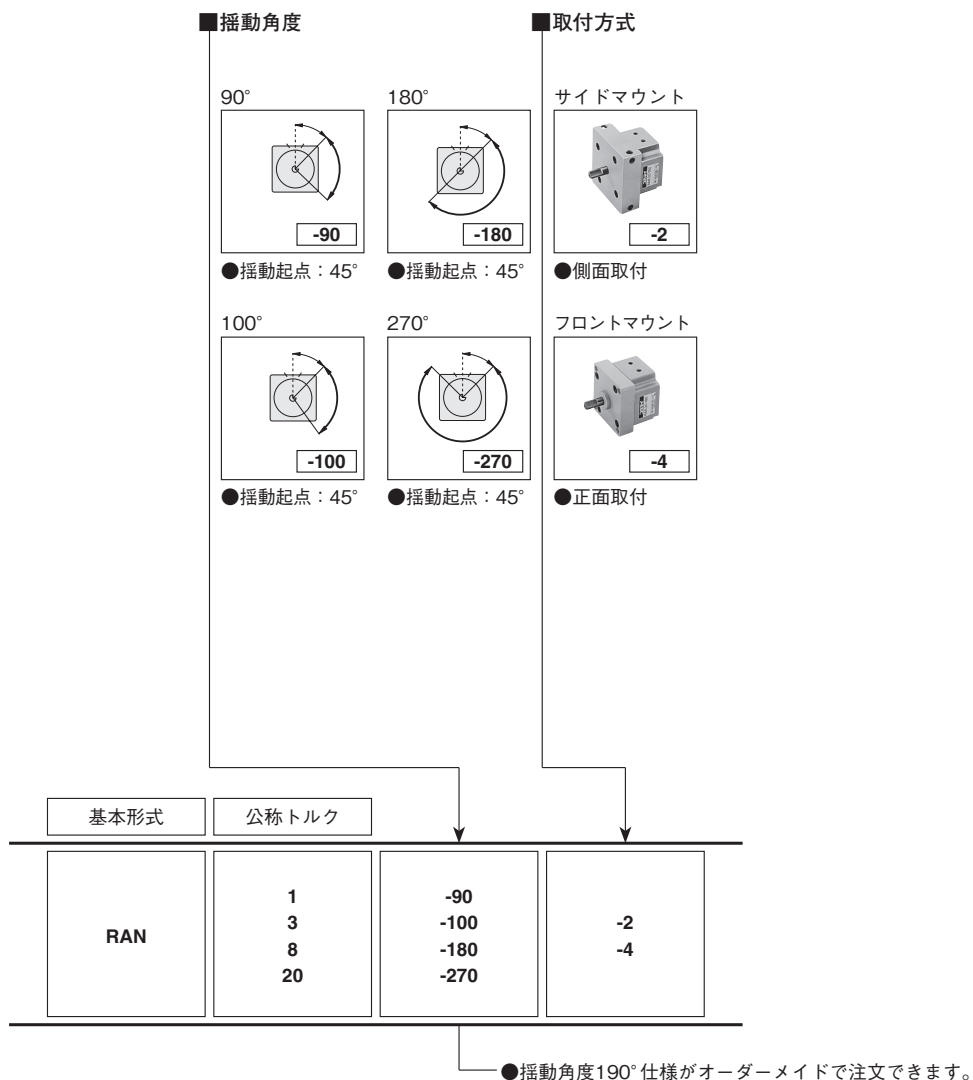 ■揺動角度
■取付方式
90°
180°
サイドマウント
-90
-180
-2
●揺動起点：45°
●揺動起点：45°
●側面取付
100°
270°
フロントマウント
-100
-270
-4
●揺動起点：45°
●揺動起点：45°
●正面取付
基本形式
公称トルク
RAN
1
3
8
20
-90
-100
-180
-270
-2
-4
●揺動角度190°仕様がオーダーメイドで注文できます。